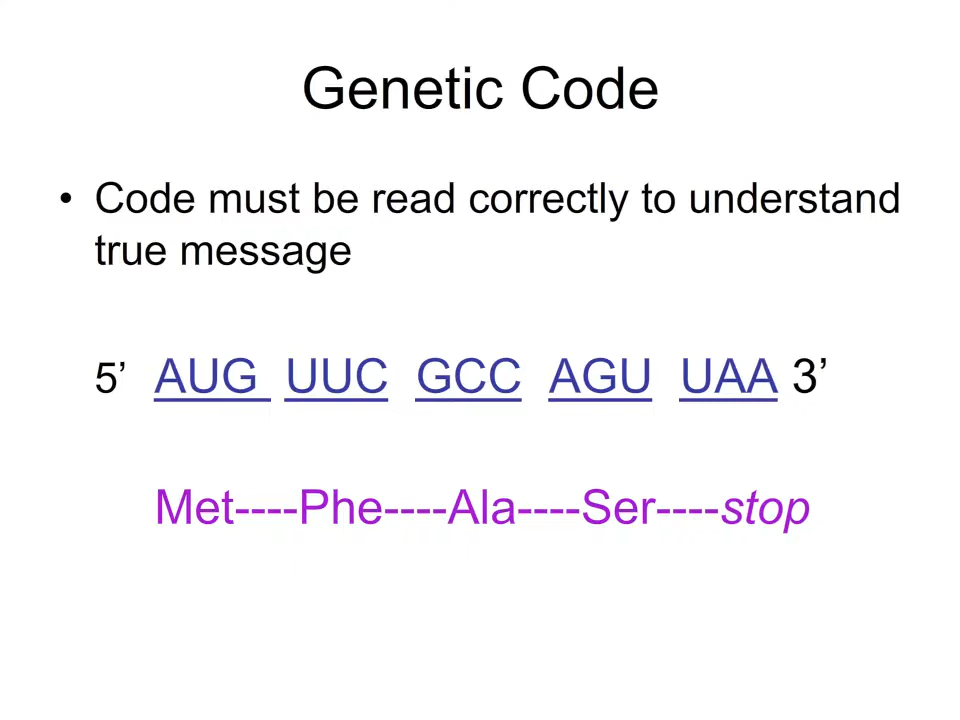 Genetic Code
• Code must be read correctly to understand
true message
5’ AUG UUC GCC AGU UAA 3’
Met----Phe----Ala----Ser----stop